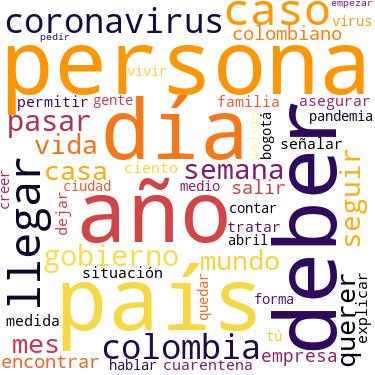 empezar
coronavirus
caso
virus
colombiano
pedir
persona
vivir
permitir
gente
familia
asegurar
pasar
día
pandemia
vida
bogotá
deber
señalar
llegar
casa
ciento
semana
seguir
creer
ciudad
medio
salir
dejar
año
contar
tratar
abril
gobierno
mundo
situación
país
quedar
forma
querer
explicar
medida
tú
mes
colombia
empresa
encontrar
hablar
cuarentena